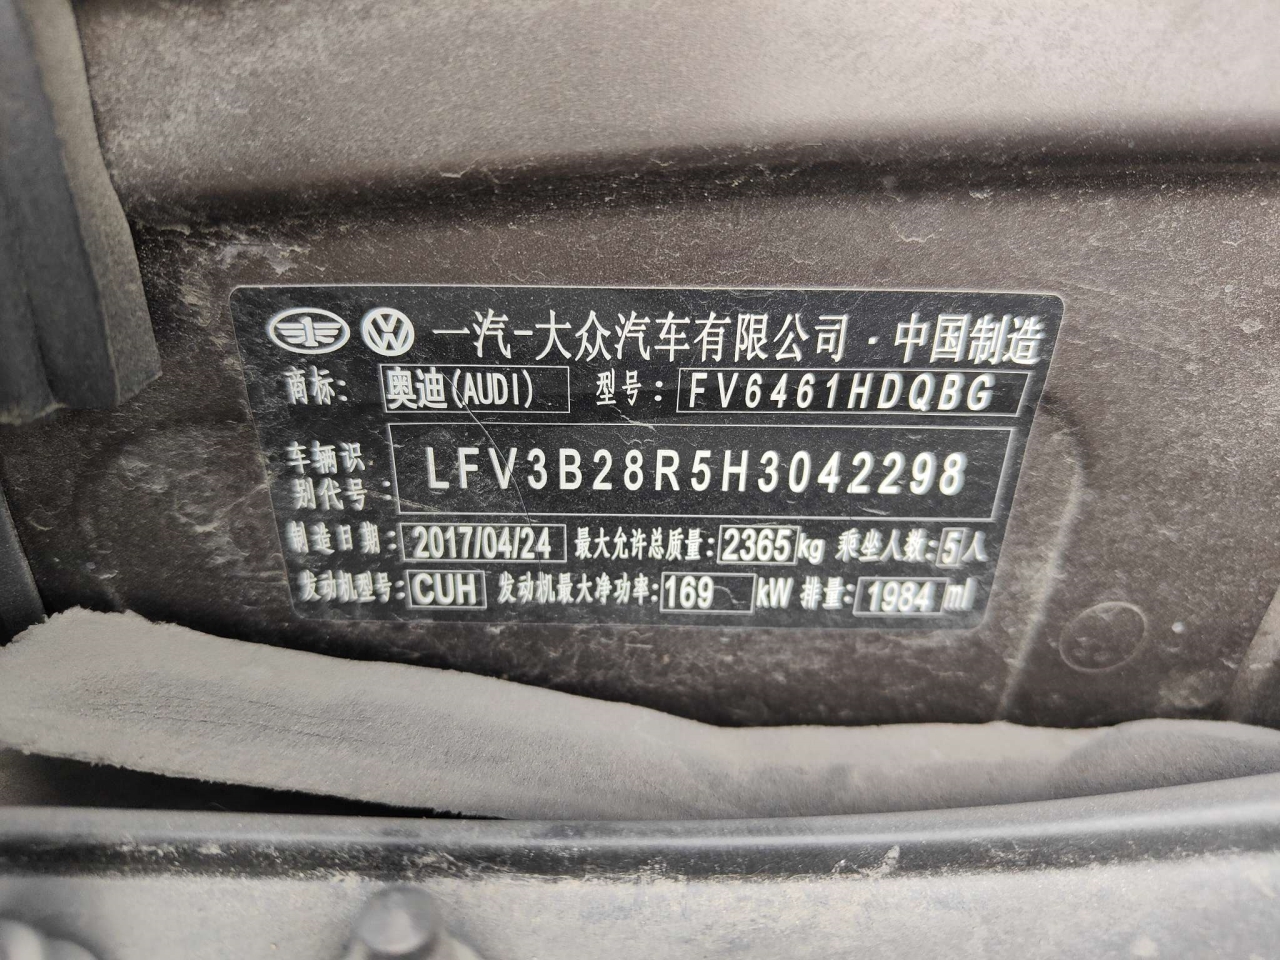 一汽-大众汽车有限公司·中国制造
商标: 奥迪(AUDI) 型号: FV6461HDQBG
车辆识别代号: LFV3B28R5H3042298
制造日期: 2017/04/24 最大允许总质量: 2365kg 乘坐人数: 5人
发动机型号: CUH 发动机最大净功率: 169 kW 排量: 1984 ml